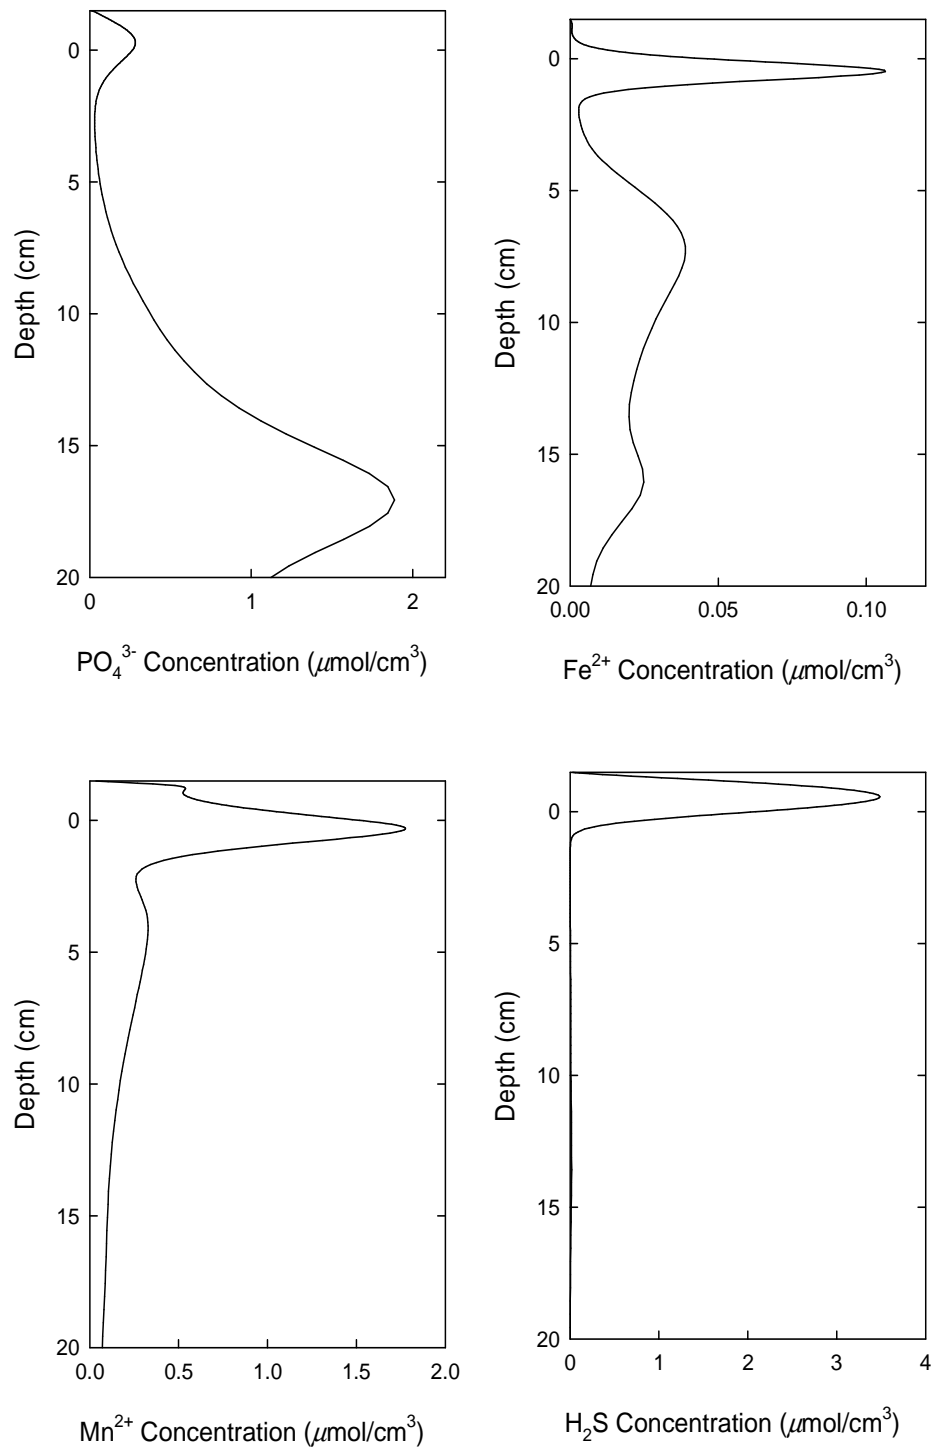 0
5
10
15
20
Depth (cm)
0 1 2
PO₄³⁻ Concentration (μmol/cm³)
0
5
10
15
20
Depth (cm)
0.00 0.05 0.10
Fe²⁺ Concentration (μmol/cm³)
0
5
10
15
20
Depth (cm)
0.0 0.5 1.0 1.5 2.0
Mn²⁺ Concentration (μmol/cm³)
0
5
10
15
20
Depth (cm)
0 1 2 3 4
H₂S Concentration (μmol/cm³)